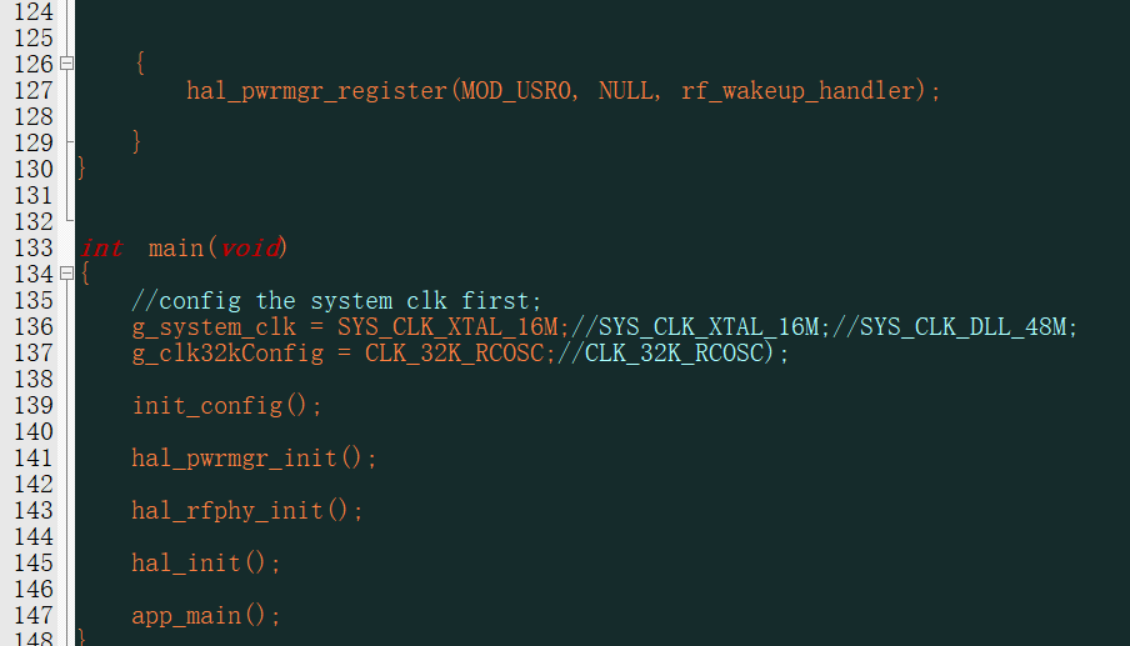 124
125
126 {
127 hal_pwrmgr_register(MOD_USR0, NULL, rf_wakeup_handler);
128
129 }
130 }
131
132
133 int main(void)
134 {
135 //config the system clk first;
136 g_system_clk = SYS_CLK_XTAL_16M;//SYS_CLK_XTAL_16M;//SYS_CLK_DLL_48M;
137 g_clk32kConfig = CLK_32K_RCOSC;//CLK_32K_RCOSC);
138
139 init_config();
140
141 hal_pwrmgr_init();
142
143 hal_rfphy_init();
144
145 hal_init();
146
147 app_main();
148 }